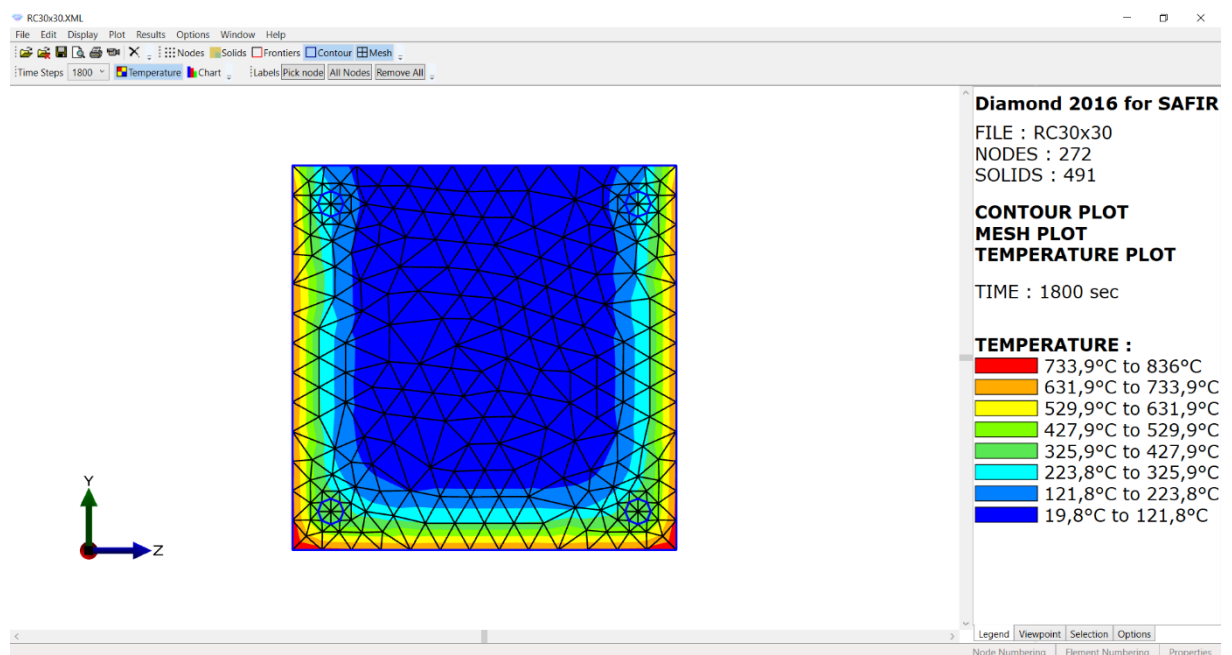 RC30x30.XML
File Edit Display Plot Results Options Window Help
Nodes Solids Frontiers Contour Mesh
Time Steps 1800 Temperature Chart Labels Pick node All Nodes Remove All
Diamond 2016 for SAFIR
FILE : RC30x30
NODES : 272
SOLIDS : 491
CONTOUR PLOT
MESH PLOT
TEMPERATURE PLOT
TIME : 1800 sec
TEMPERATURE :
733,9°C to 836°C
631,9°C to 733,9°C
529,9°C to 631,9°C
427,9°C to 529,9°C
325,9°C to 427,9°C
223,8°C to 325,9°C
121,8°C to 223,8°C
19,8°C to 121,8°C
Y
Z
Legend Viewpoint Selection Options
Node Numbering Element Numbering Properties